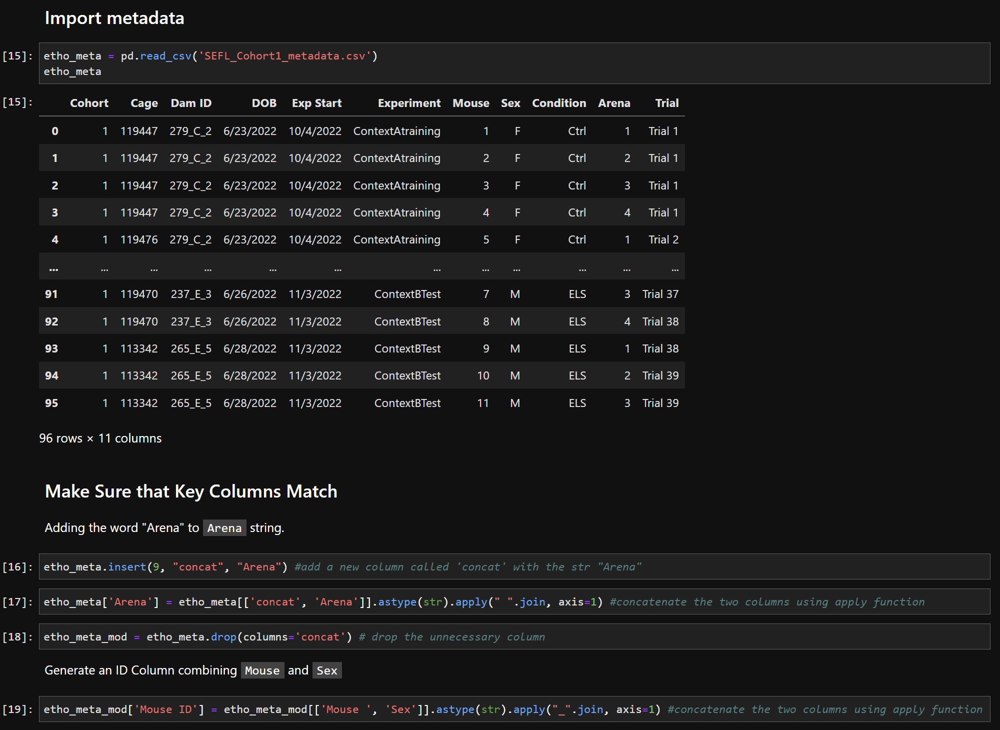 Import metadata
[15]: etho_meta = pd.read_csv('SEFL_Cohort1_metadata.csv')
etho_meta
[15]: Cohort Cage Dam ID DOB Exp Start Experiment Mouse Sex Condition Arena Trial
0 1 119447 279_C_2 6/23/2022 10/4/2022 ContextAtraining 1 F Ctrl 1 Trial 1
1 1 119447 279_C_2 6/23/2022 10/4/2022 ContextAtraining 2 F Ctrl 2 Trial 1
2 1 119447 279_C_2 6/23/2022 10/4/2022 ContextAtraining 3 F Ctrl 3 Trial 1
3 1 119447 279_C_2 6/23/2022 10/4/2022 ContextAtraining 4 F Ctrl 4 Trial 1
4 1 119476 279_C_2 6/23/2022 10/4/2022 ContextAtraining 5 F Ctrl 1 Trial 2
... ... ... ... ... ... ... ... ... ... ... ...
91 1 119470 237_E_3 6/26/2022 11/3/2022 ContextBTest 7 M ELS 3 Trial 37
92 1 119470 237_E_3 6/26/2022 11/3/2022 ContextBTest 8 M ELS 4 Trial 38
93 1 113342 265_E_5 6/28/2022 11/3/2022 ContextBTest 9 M ELS 1 Trial 38
94 1 113342 265_E_5 6/28/2022 11/3/2022 ContextBTest 10 M ELS 2 Trial 39
95 1 113342 265_E_5 6/28/2022 11/3/2022 ContextBTest 11 M ELS 3 Trial 39
96 rows × 11 columns
Make Sure that Key Columns Match
Adding the word "Arena" to Arena string.
[16]: etho_meta.insert(9, "concat", "Arena") #add a new column called 'concat' with the str "Arena"
[17]: etho_meta['Arena'] = etho_meta[['concat', 'Arena']].astype(str).apply(" ".join, axis=1) #concatenate the two columns using apply function
[18]: etho_meta_mod = etho_meta.drop(columns='concat') # drop the unnecessary column
Generate an ID Column combining Mouse and Sex
[19]: etho_meta_mod['Mouse ID'] = etho_meta_mod[['Mouse ', 'Sex']].astype(str).apply("_".join, axis=1) #concatenate the two columns using apply function